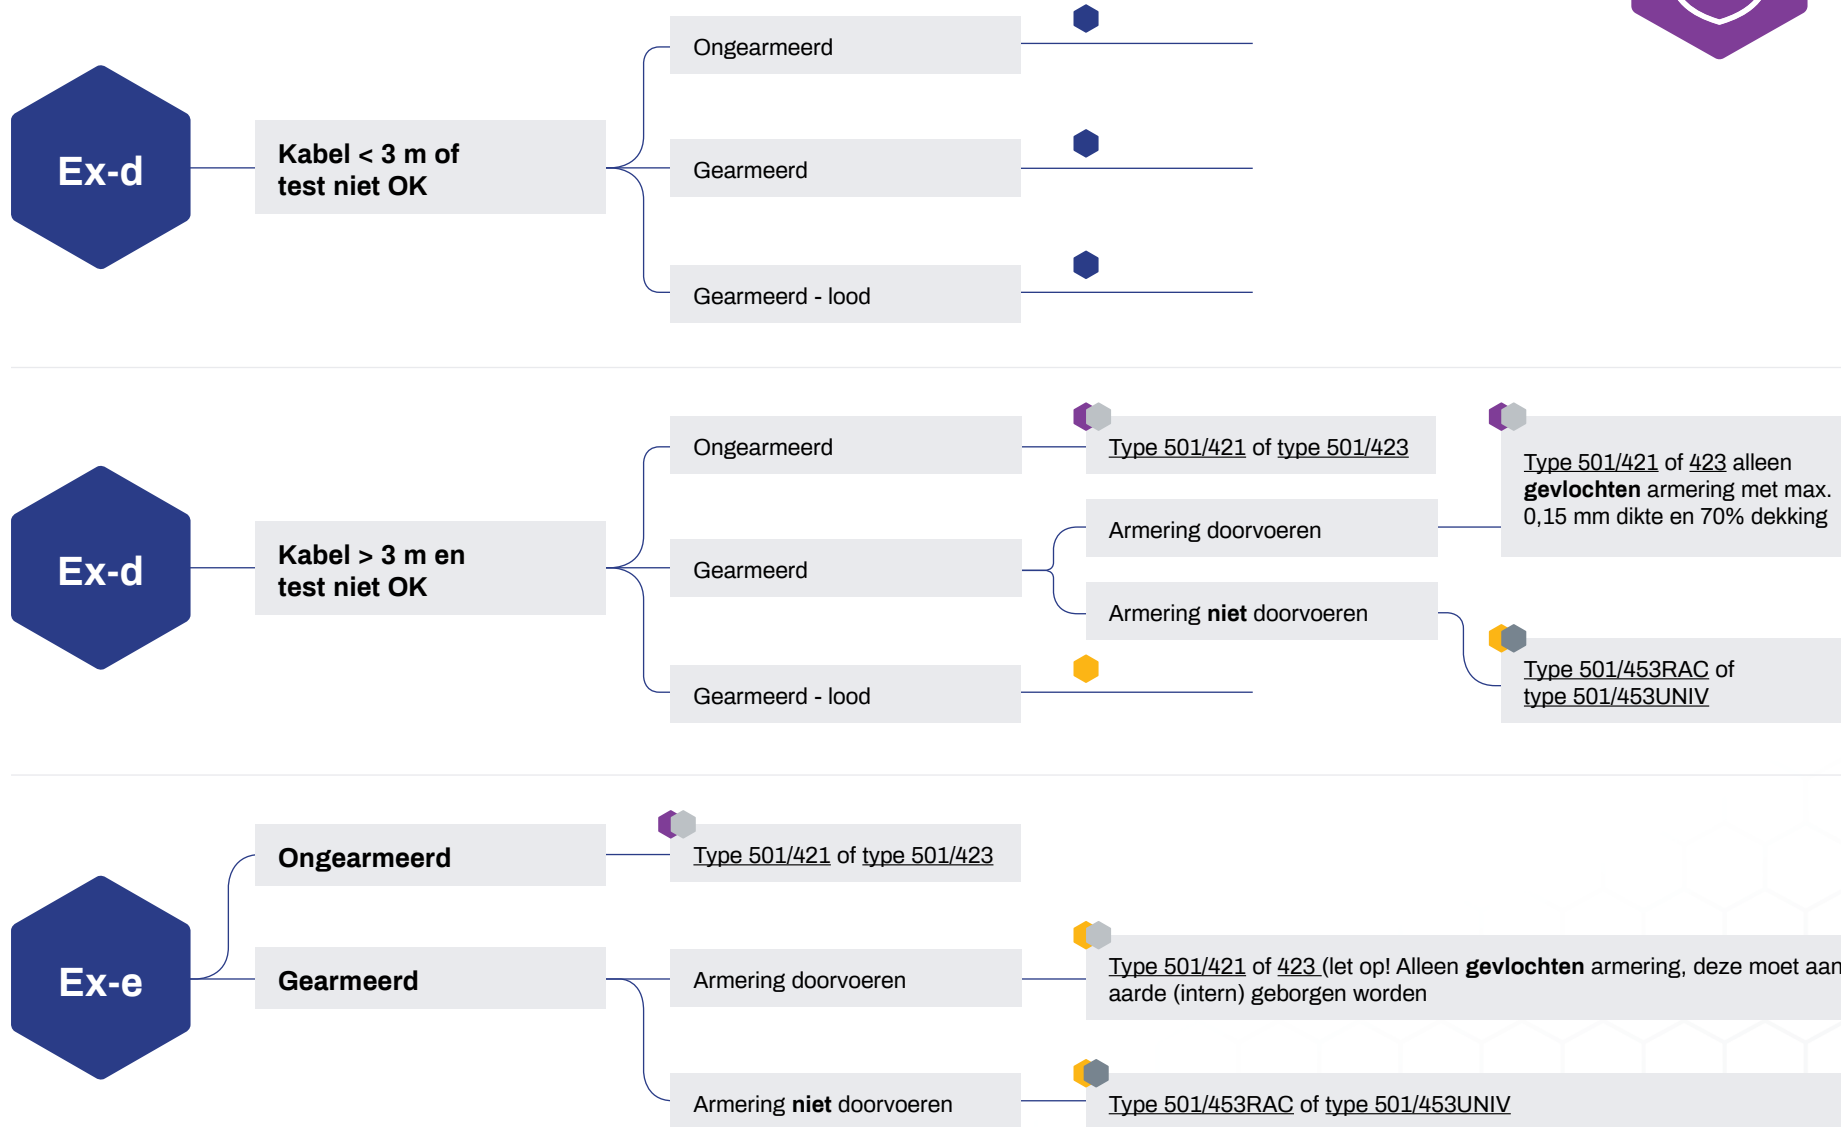 Ex-d
Kabel < 3 m of
test niet OK
Ongearmeerd
Gearmeerd
Gearmeerd - lood
Ex-d
Kabel > 3 m en
test niet OK
Ongearmeerd
Type 501/421 of type 501/423
Gearmeerd
Armering doorvoeren
Type 501/421 of 423 alleen
gevlochten armering met max.
0,15 mm dikte en 70% dekking
Armering niet doorvoeren
Type 501/453RAC of
type 501/453UNIV
Gearmeerd - lood
Ex-e
Ongearmeerd
Type 501/421 of type 501/423
Gearmeerd
Armering doorvoeren
Type 501/421 of 423 (let op! Alleen gevlochten armering, deze moet aan
aarde (intern) geborgen worden
Armering niet doorvoeren
Type 501/453RAC of type 501/453UNIV